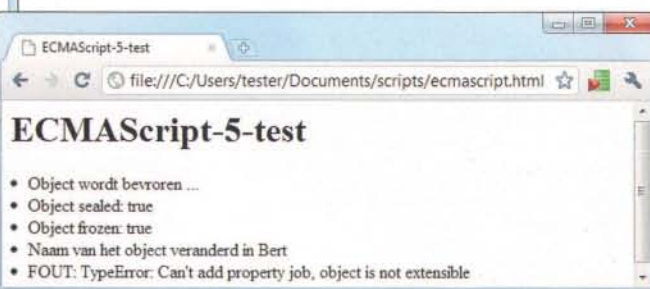 ECMAScript-5-test
file:///C:/Users/tester/Documents/scripts/ecmascript.html
ECMAScript-5-test
• Object wordt bevroren ...
• Object sealed: true
• Object frozen: true
• Naam van het object veranderd in Bert
• FOUT: TypeError: Can't add property job, object is not extensible